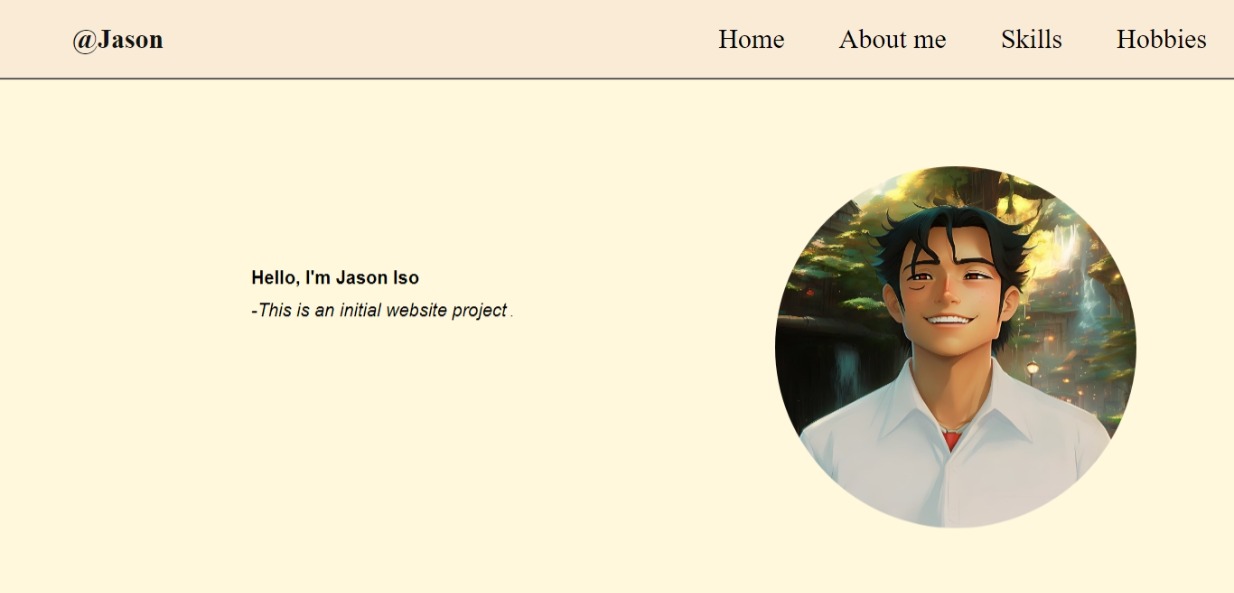 @Jason
Home About me Skills Hobbies
Hello, I'm Jason Iso
-This is an initial website project .